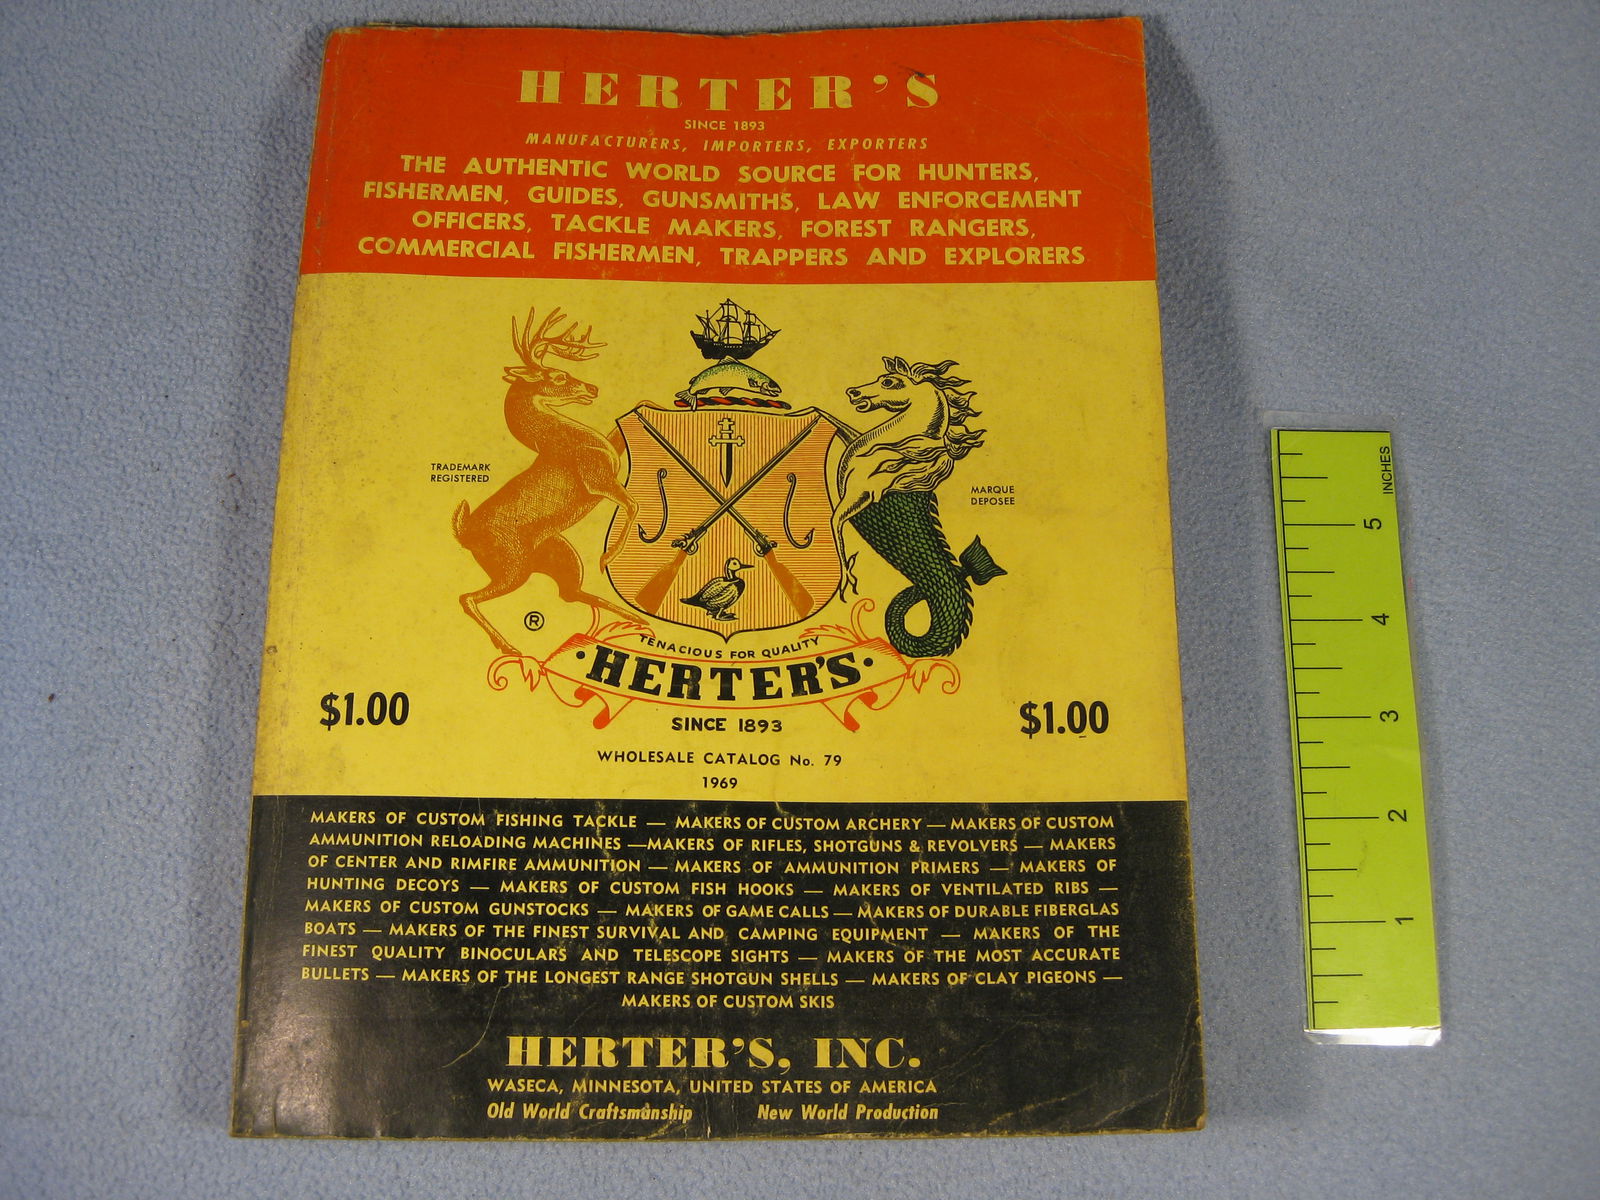 HERTER'S
SINCE 1893
MANUFACTURERS, IMPORTERS, EXPORTERS
THE AUTHENTIC WORLD SOURCE FOR HUNTERS,
FISHERMEN, GUIDES, GUNSMITHS, LAW ENFORCEMENT
OFFICERS, TACKLE MAKERS, FOREST RANGERS,
COMMERCIAL FISHERMEN, TRAPPERS AND EXPLORERS
TRADEMARK
REGISTERED
MARQUE
DEPOSEE
®
TENACIOUS FOR QUALITY
·HERTER'S·
SINCE 1893
$1.00
$1.00
WHOLESALE CATALOG No. 79
1969
MAKERS OF CUSTOM FISHING TACKLE — MAKERS OF CUSTOM ARCHERY — MAKERS OF CUSTOM
AMMUNITION RELOADING MACHINES —MAKERS OF RIFLES, SHOTGUNS & REVOLVERS — MAKERS
OF CENTER AND RIMFIRE AMMUNITION — MAKERS OF AMMUNITION PRIMERS — MAKERS OF
HUNTING DECOYS — MAKERS OF CUSTOM FISH HOOKS — MAKERS OF VENTILATED RIBS —
MAKERS OF CUSTOM GUNSTOCKS — MAKERS OF GAME CALLS — MAKERS OF DURABLE FIBERGLAS
BOATS — MAKERS OF THE FINEST SURVIVAL AND CAMPING EQUIPMENT — MAKERS OF THE
FINEST QUALITY BINOCULARS AND TELESCOPE SIGHTS — MAKERS OF THE MOST ACCURATE
BULLETS — MAKERS OF THE LONGEST RANGE SHOTGUN SHELLS — MAKERS OF CLAY PIGEONS —
MAKERS OF CUSTOM SKIS
HERTER'S, INC.
WASECA, MINNESOTA, UNITED STATES OF AMERICA
Old World Craftsmanship New World Production
INCHES
5
4
3
2
1